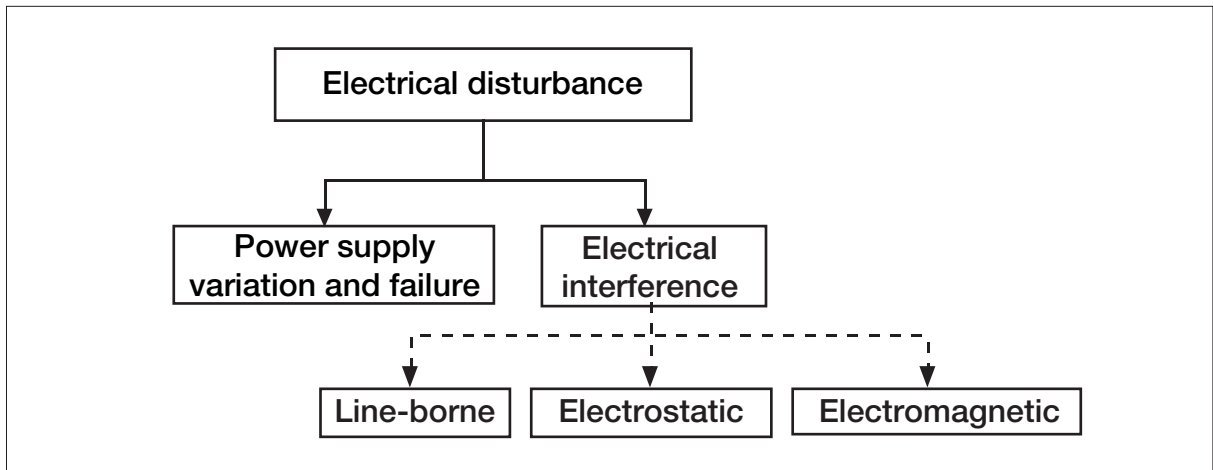 Electrical disturbance
Power supply
variation and failure
Electrical
interference
Line-borne
Electrostatic
Electromagnetic